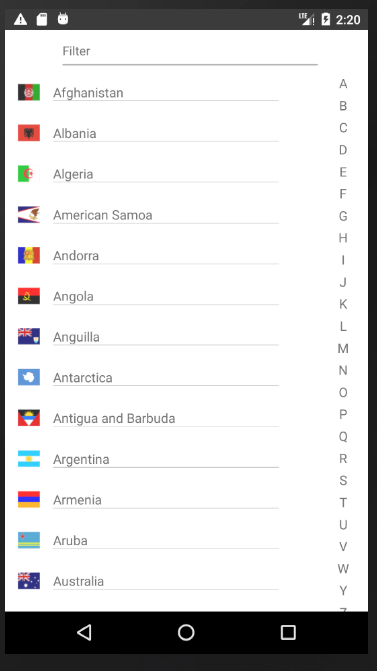 LTE 2:20
Filter
Afghanistan
Albania
Algeria
American Samoa
Andorra
Angola
Anguilla
Antarctica
Antigua and Barbuda
Argentina
Armenia
Aruba
Australia
A
B
C
D
E
F
G
H
I
J
K
L
M
N
O
P
Q
R
S
T
U
V
W
Y
Z